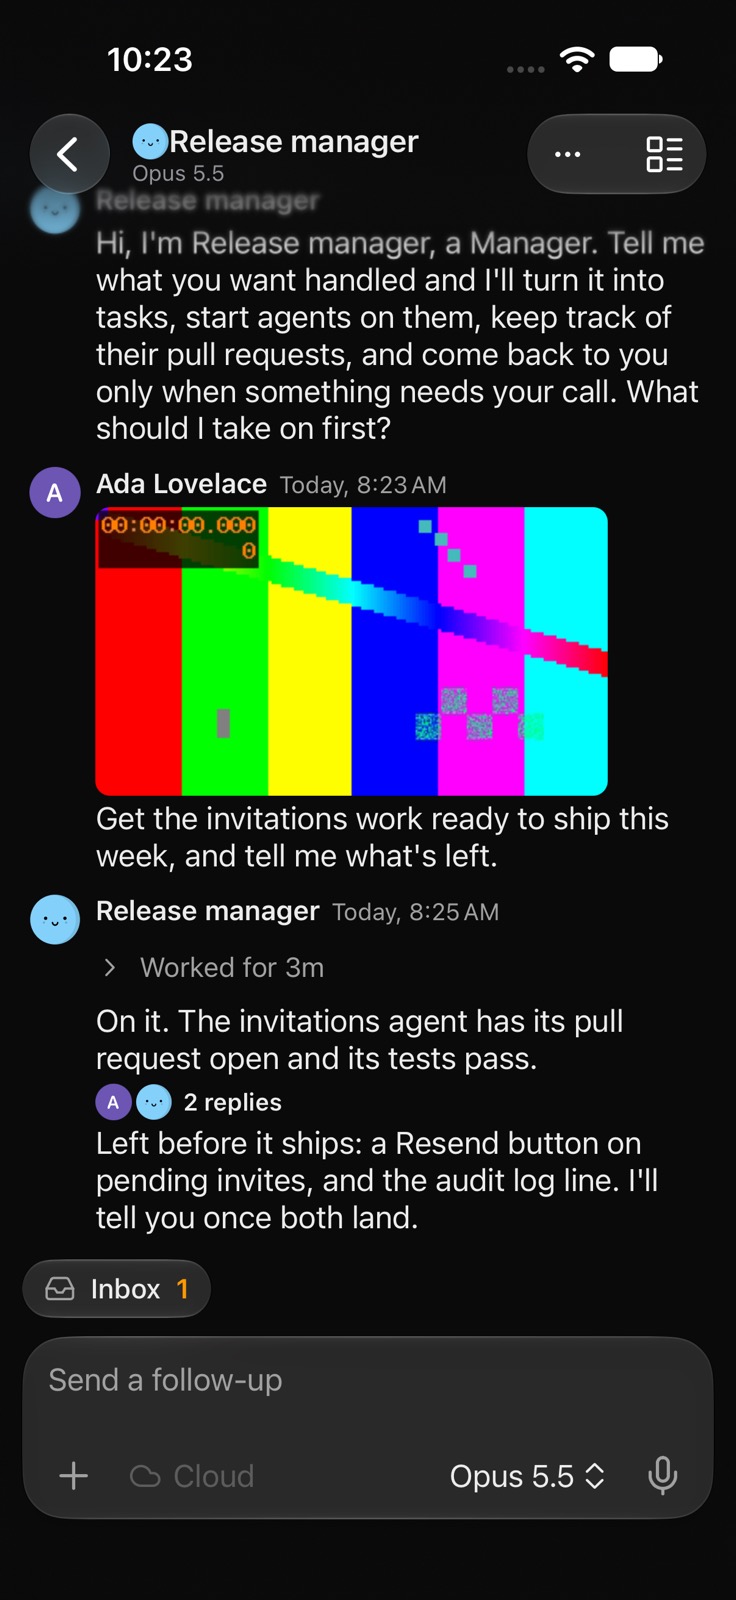 10:23
Release manager
Opus 5.5
Release manager
Hi, I'm Release manager, a Manager. Tell me
what you want handled and I'll turn it into
tasks, start agents on them, keep track of
their pull requests, and come back to you
only when something needs your call. What
should I take on first?
A
Ada Lovelace Today, 8:23 AM
00:00:00.000
0
Get the invitations work ready to ship this
week, and tell me what's left.
Release manager Today, 8:25 AM
Worked for 3m
On it. The invitations agent has its pull
request open and its tests pass.
A 2 replies
Left before it ships: a Resend button on
pending invites, and the audit log line. I'll
tell you once both land.
Inbox 1
Send a follow-up
Cloud Opus 5.5